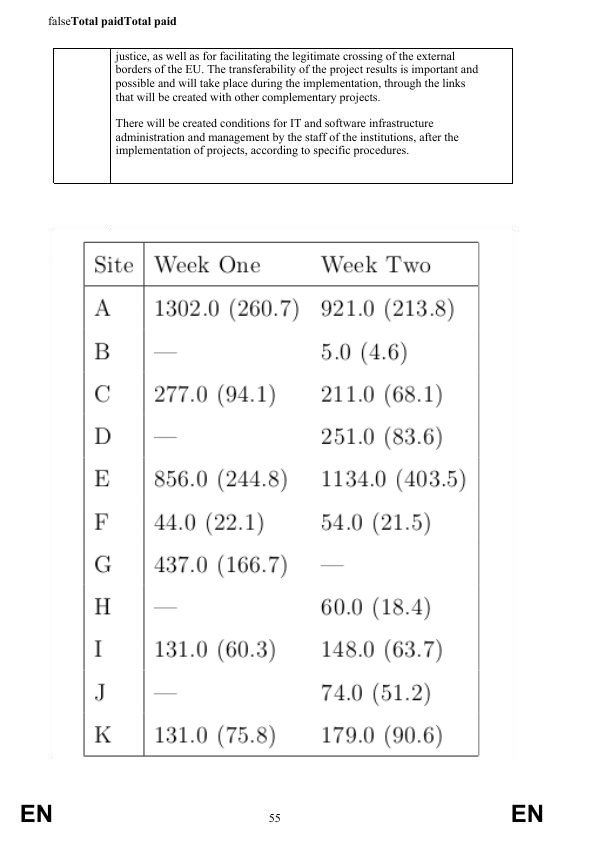 falseTotal paidTotal paid
justice, as well as for facilitating the legitimate crossing of the external
borders of the EU. The transferability of the project results is important and
possible and will take place during the implementation, through the links
that will be created with other complementary projects.
There will be created conditions for IT and software infrastructure
administration and management by the staff of the institutions, after the
implementation of projects, according to specific procedures.
Site Week One Week Two
A 1302.0 (260.7) 921.0 (213.8)
B — 5.0 (4.6)
C 277.0 (94.1) 211.0 (68.1)
D — 251.0 (83.6)
E 856.0 (244.8) 1134.0 (403.5)
F 44.0 (22.1) 54.0 (21.5)
G 437.0 (166.7) —
H — 60.0 (18.4)
I 131.0 (60.3) 148.0 (63.7)
J — 74.0 (51.2)
K 131.0 (75.8) 179.0 (90.6)
EN 55 EN